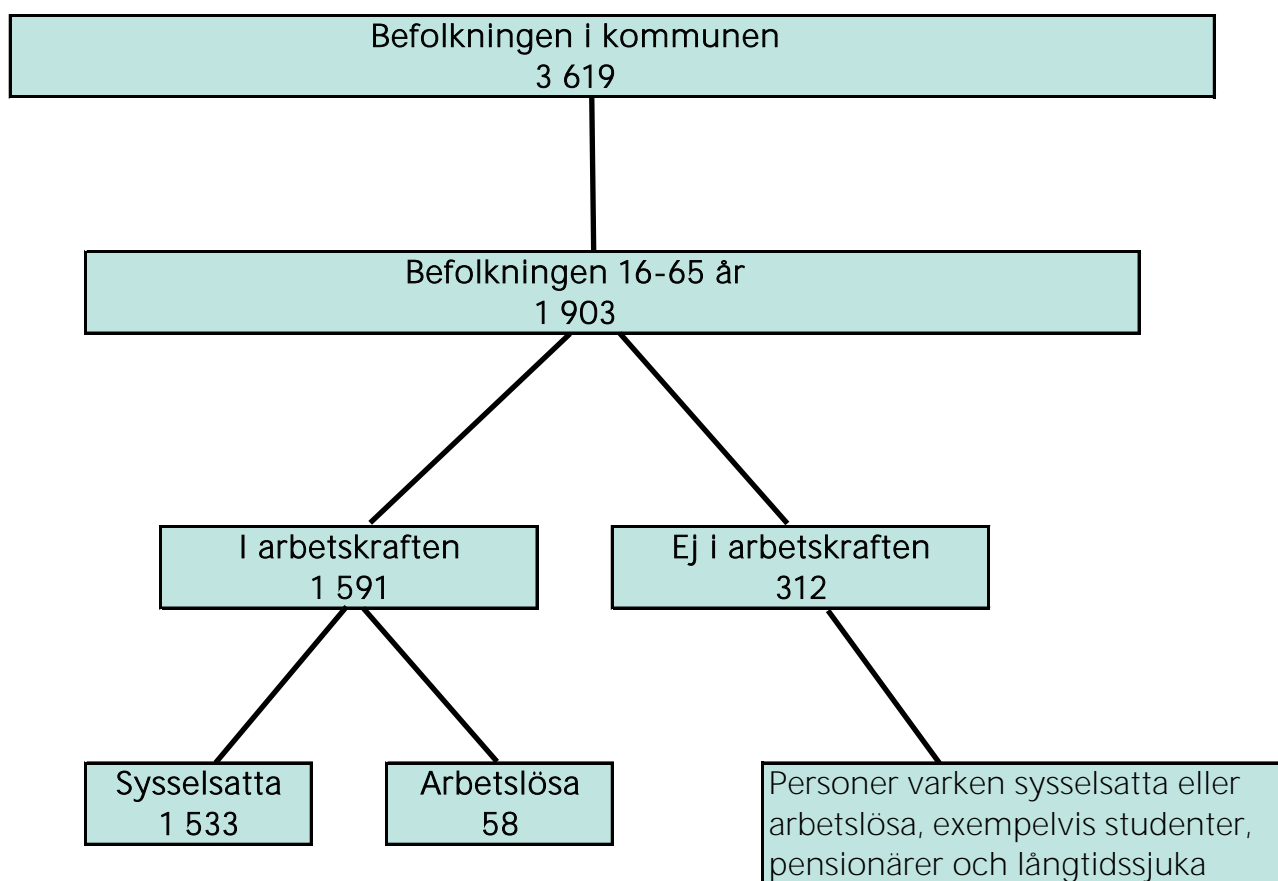 Befolkningen i kommunen
3 619
Befolkningen 16-65 år
1 903
I arbetskraften
1 591
Ej i arbetskraften
312
Sysselsatta
1 533
Arbetslösa
58
Personer varken sysselsatta eller
arbetslösa, exempelvis studenter,
pensionärer och långtidssjuka